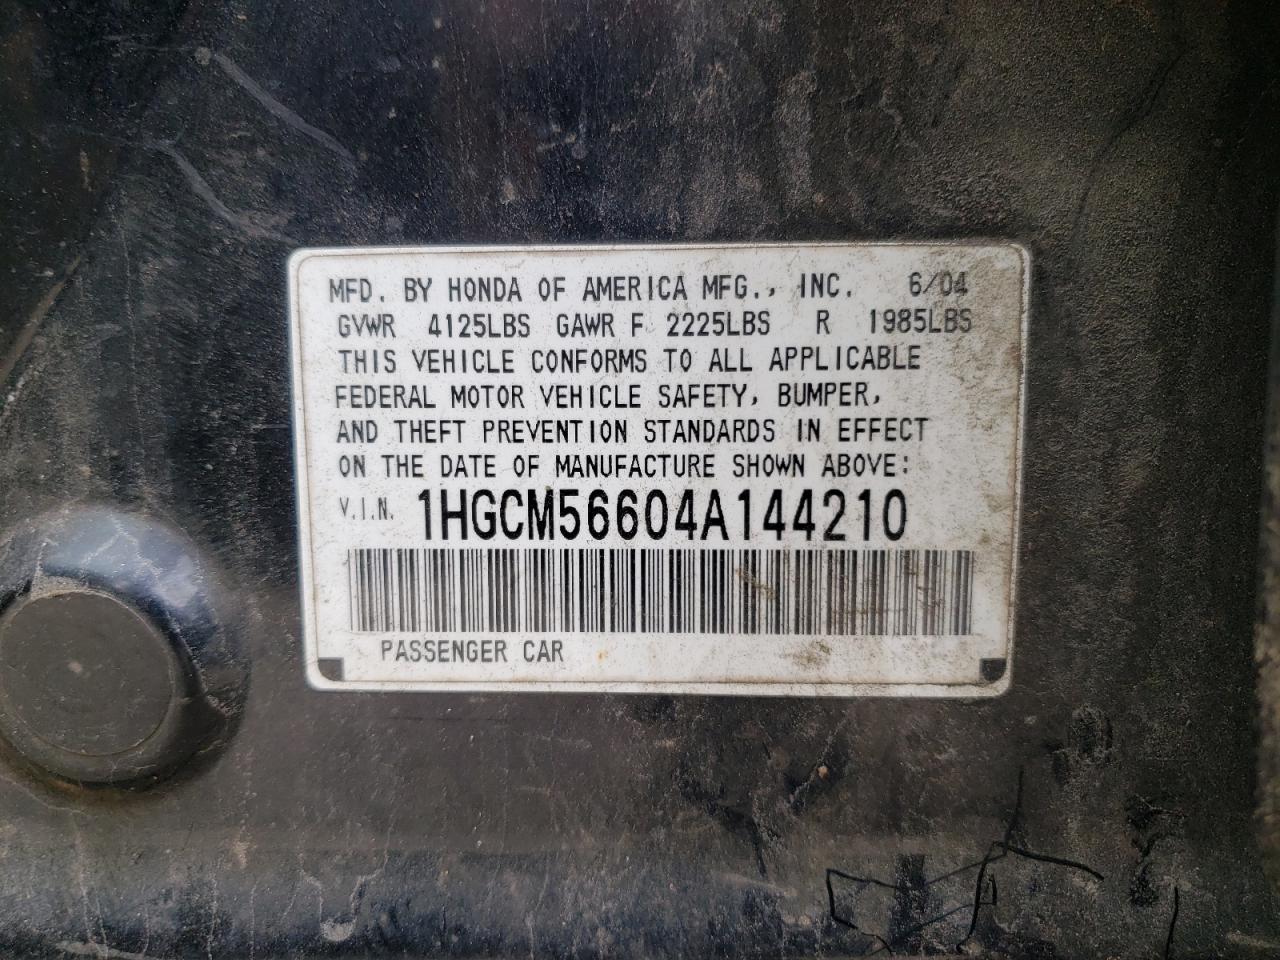 MFD. BY HONDA OF AMERICA MFG., INC. 6/04
GVWR 4125LBS GAWR F 2225LBS R 1985LBS
THIS VEHICLE CONFORMS TO ALL APPLICABLE
FEDERAL MOTOR VEHICLE SAFETY, BUMPER,
AND THEFT PREVENTION STANDARDS IN EFFECT
ON THE DATE OF MANUFACTURE SHOWN ABOVE:
V.I.N. 1HGCM56604A144210
PASSENGER CAR